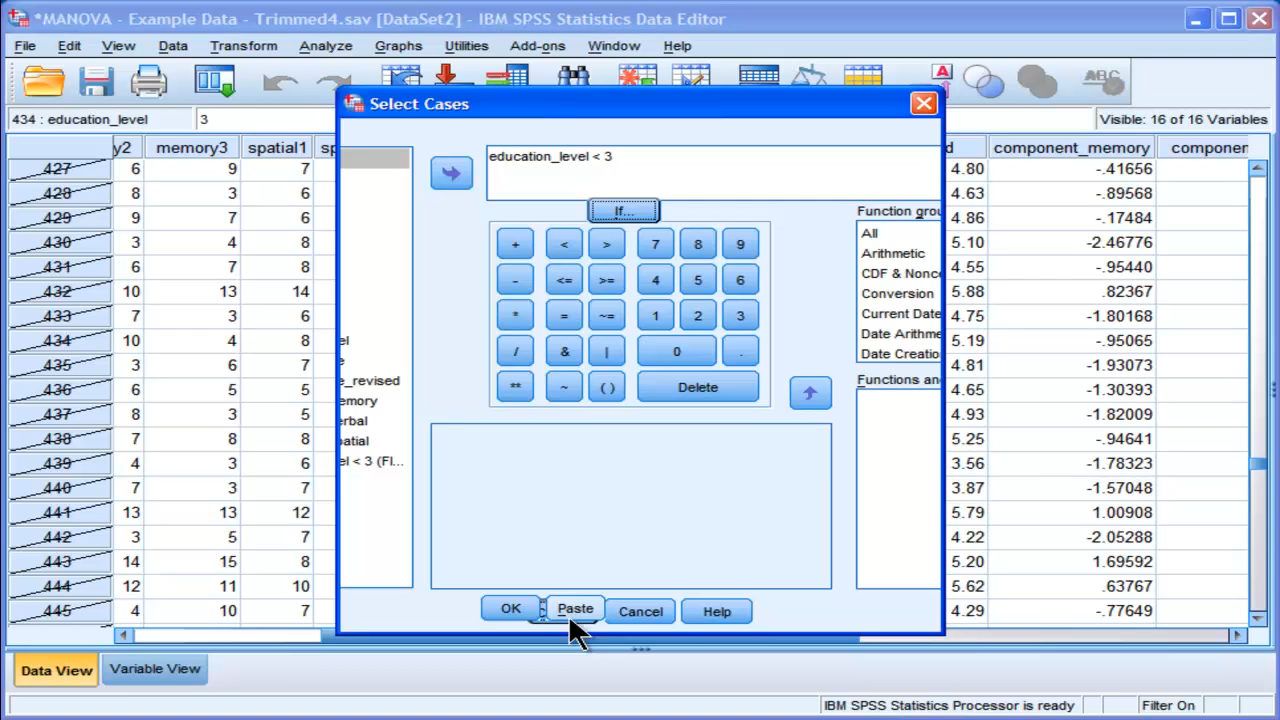 *MANOVA - Example Data - Trimmed4.sav [DataSet2] - IBM SPSS Statistics Data Editor
File Edit View Data Transform Analyze Graphs Utilities Add-ons Window Help
A ABC
434 : education_level 3 Visible: 16 of 16 Variables
Select Cases
y2 memory3 spatial1 sp d component_memory componen
427 6 9 7 4.80 -.41656
428 8 3 6 4.63 -.89568
429 9 7 6 4.86 -.17484
430 3 4 8 5.10 -2.46776
431 6 7 8 4.55 -.95440
432 10 13 14 5.88 .82367
433 7 3 6 4.75 -1.80168
434 10 4 8 5.19 -.95065
435 3 6 7 4.81 -1.93073
436 6 5 5 4.65 -1.30393
437 8 3 5 4.93 -1.82009
438 7 8 8 5.25 -.94641
439 4 3 6 3.56 -1.78323
440 7 3 7 3.87 -1.57048
441 13 13 12 5.79 1.00908
442 3 5 7 4.22 -2.05288
443 14 15 8 5.20 1.69592
444 12 11 10 5.62 .63767
445 4 10 7 4.29 -.77649
education_level < 3
If...
el
e
e_revised
emory
erbal
patial
el < 3 (FI...
+ < > 7 8 9
- <= >= 4 5 6
* = ~= 1 2 3
/ & | 0 .
** ~ ( ) Delete
Function grou
All
Arithmetic
CDF & Nonce
Conversion
Current Date
Date Arithme
Date Creatio
Functions and
OK Paste Cancel Help
Data View Variable View
IBM SPSS Statistics Processor is ready Filter On